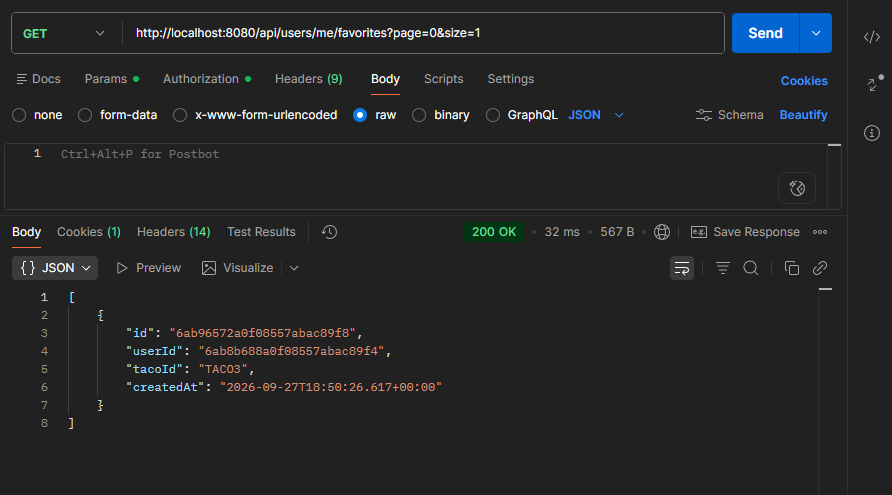 GET http://localhost:8080/api/users/me/favorites?page=0&size=1 Send
Docs Params Authorization Headers (9) Body Scripts Settings Cookies
none form-data x-www-form-urlencoded raw binary GraphQL JSON Schema Beautify
1 Ctrl+Alt+P for Postbot
Body Cookies (1) Headers (14) Test Results 200 OK 32 ms 567 B e.g. Save Response
{} JSON Preview Visualize
1 [
2 {
3 "id": "6ab96572a0f08557abac89f8",
4 "userId": "6ab8b688a0f08557abac89f4",
5 "tacoId": "TACO3",
6 "createdAt": "2026-09-27T18:50:26.617+00:00"
7 }
8 ]